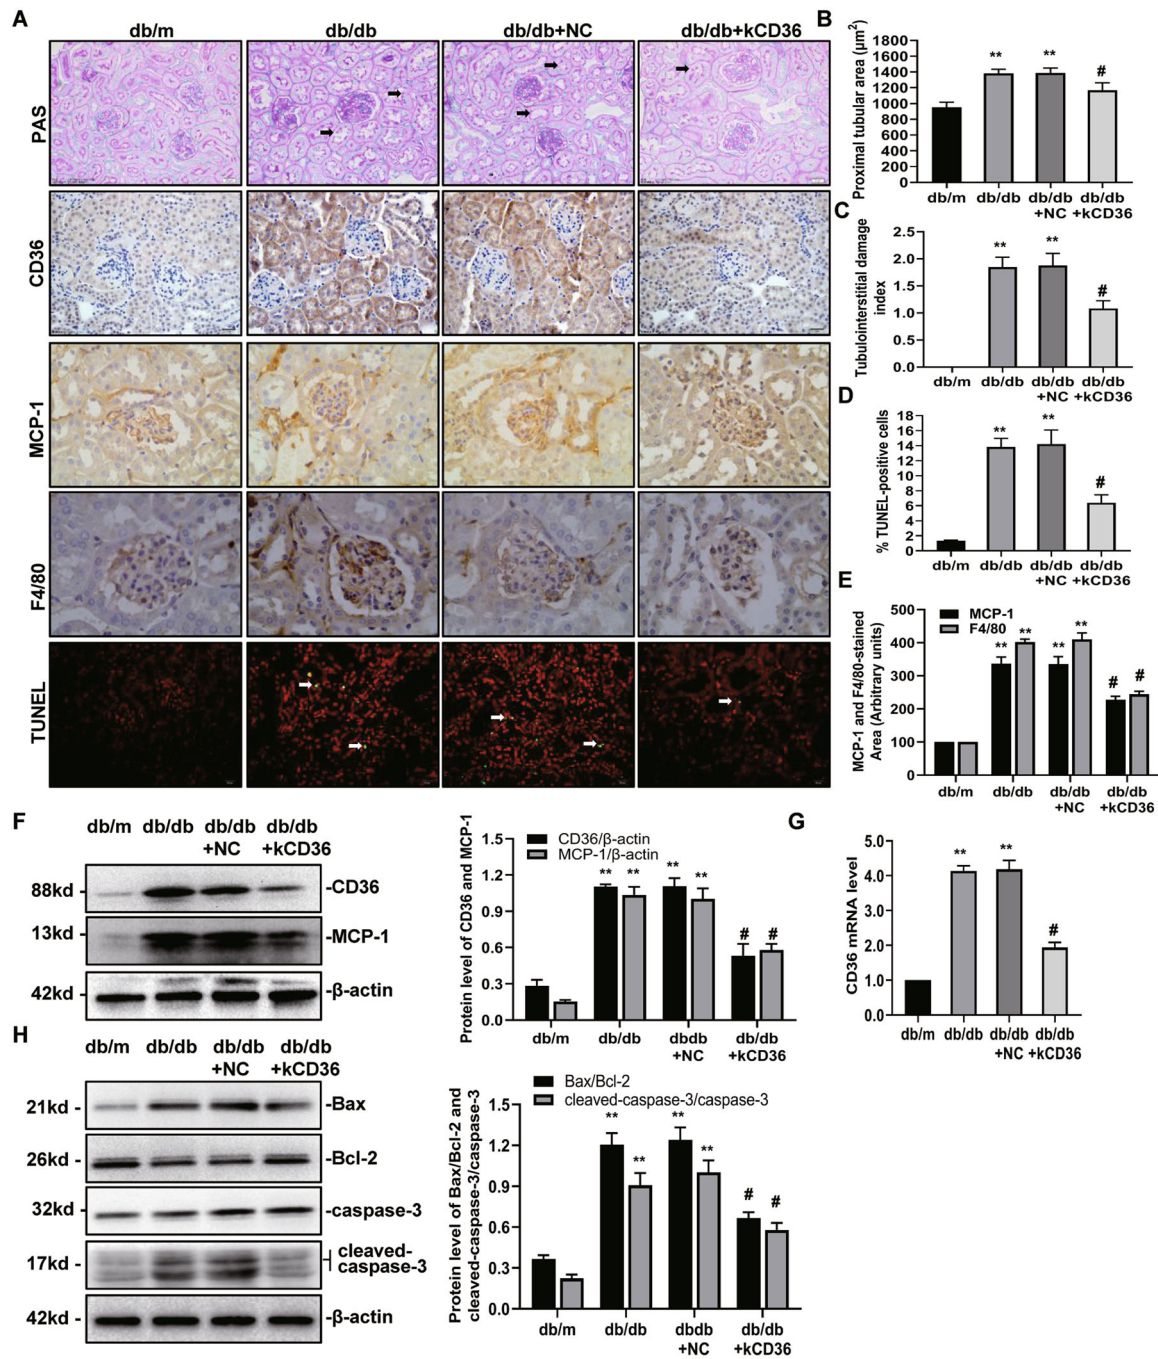 A
db/m db/db db/db+NC db/db+kCD36
PAS
CD36
MCP-1
F4/80
TUNEL
B
Proximal tubular area (μm²)
1800
1600
1400
1200
1000
800
600
400
200
0
** ** #
db/m db/db db/db db/db
+NC +kCD36
C
Tubulointerstitial damage
index
2.5
2.0
1.5
1.0
0.5
0.0
** ** #
db/m db/db db/db db/db
+NC +kCD36
D
% TUNEL-positive cells
18
16
14
12
10
8
6
4
2
0
** ** #
db/m db/db db/db db/db
+NC +kCD36
E
MCP-1 and F4/80-stained
Area (Arbitrary units)
500
400
300
200
100
0
MCP-1
F4/80
** ** ** ** # #
db/m db/db db/db db/db
+NC +kCD36
F
db/m db/db db/db db/db
+NC +kCD36
88kd - -CD36
13kd - -MCP-1
42kd - -β-actin
Protein level of CD36 and MCP-1
1.5
1.2
0.9
0.6
0.3
0.0
CD36/β-actin
MCP-1/β-actin
** ** ** ** # #
db/m db/db dbdb db/db
+NC +kCD36
G
CD36 mRNA level
5.0
4.0
3.0
2.0
1.0
0.0
** ** #
db/m db/db db/db db/db
+NC +kCD36
H
db/m db/db db/db db/db
+NC +kCD36
21kd - -Bax
26kd - -Bcl-2
32kd - -caspase-3
17kd - cleaved-
caspase-3
42kd - -β-actin
Protein level of Bax/Bcl-2 and
cleaved-caspase-3/caspase-3
1.5
1.2
0.9
0.6
0.3
0.0
Bax/Bcl-2
cleaved-caspase-3/caspase-3
** ** ** ** # #
db/m db/db dbdb db/db
+NC +kCD36